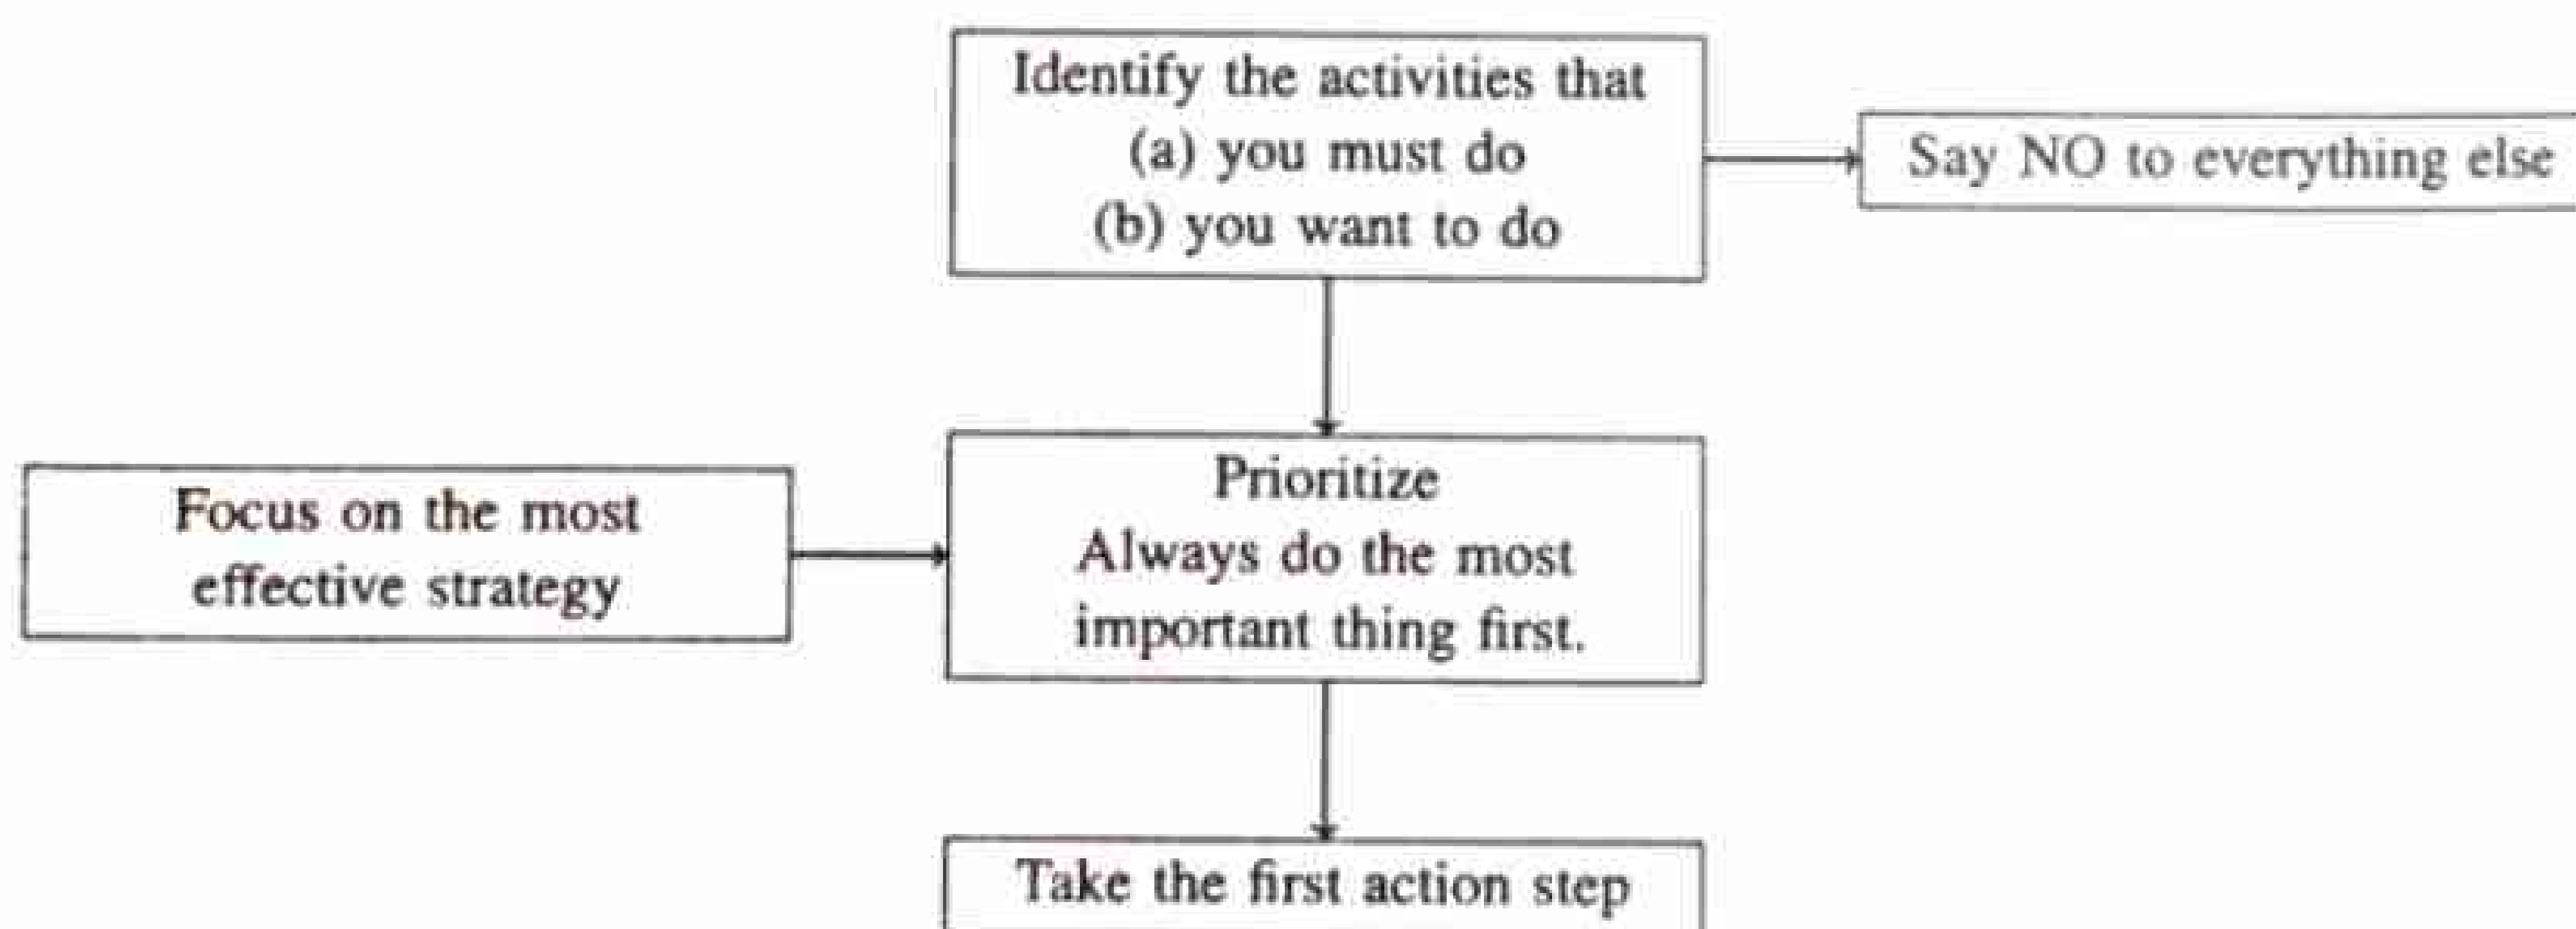 Identify the activities that
(a) you must do
(b) you want to do
Say NO to everything else
Focus on the most
effective strategy
Prioritize
Always do the most
important thing first.
Take the first action step